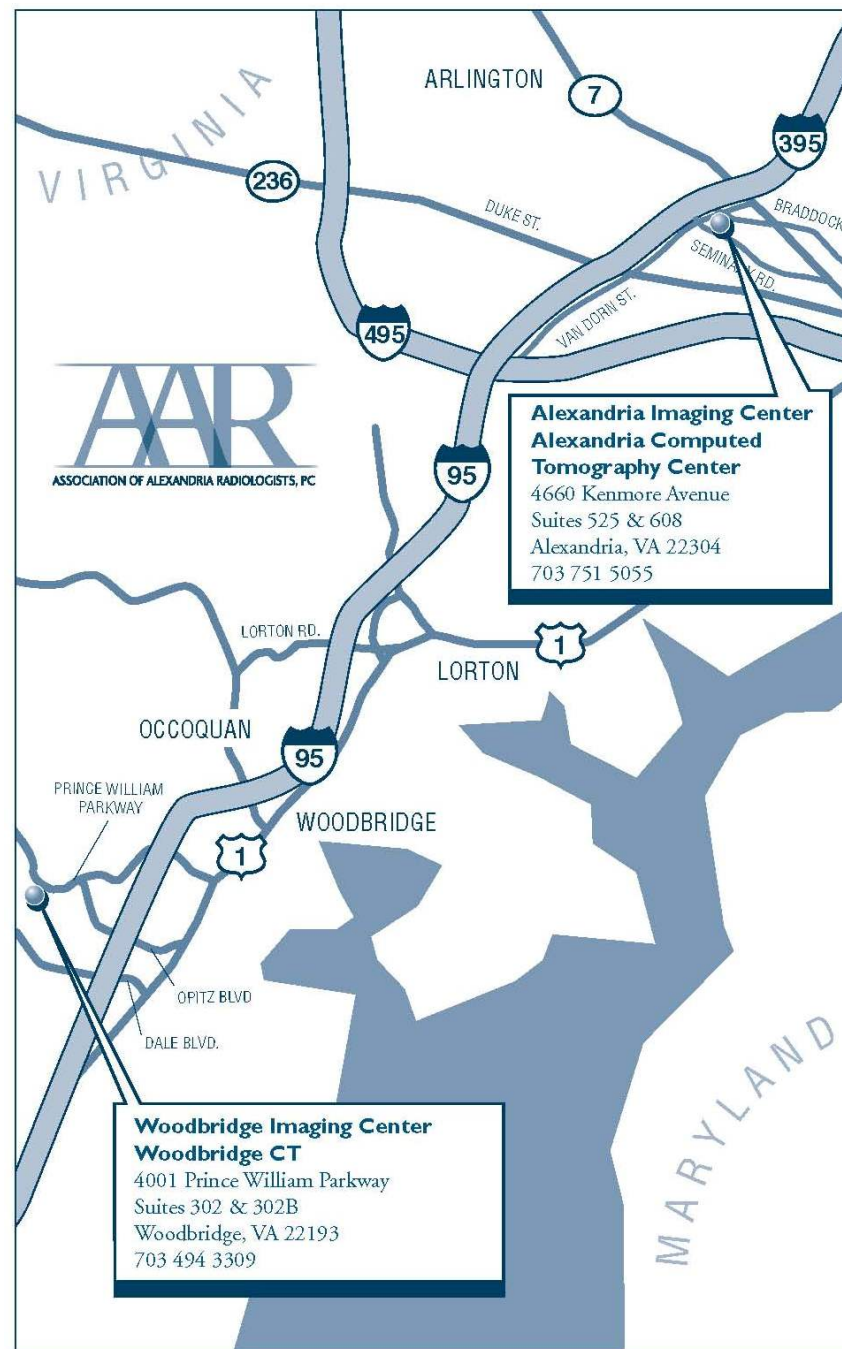 VIRGINIA
ARLINGTON
7
395
236
DUKE ST.
BRADDOCK
SEMINARY RD.
VAN DORN ST.
495
AAR
ASSOCIATION OF ALEXANDRIA RADIOLOGISTS, PC
95
Alexandria Imaging Center
Alexandria Computed
Tomography Center
4660 Kenmore Avenue
Suites 525 & 608
Alexandria, VA 22304
703 751 5055
LORTON RD.
1
LORTON
OCCOQUAN
95
PRINCE WILLIAM
PARKWAY
WOODBRIDGE
1
OPITZ BLVD
DALE BLVD.
MARYLAND
Woodbridge Imaging Center
Woodbridge CT
4001 Prince William Parkway
Suites 302 & 302B
Woodbridge, VA 22193
703 494 3309